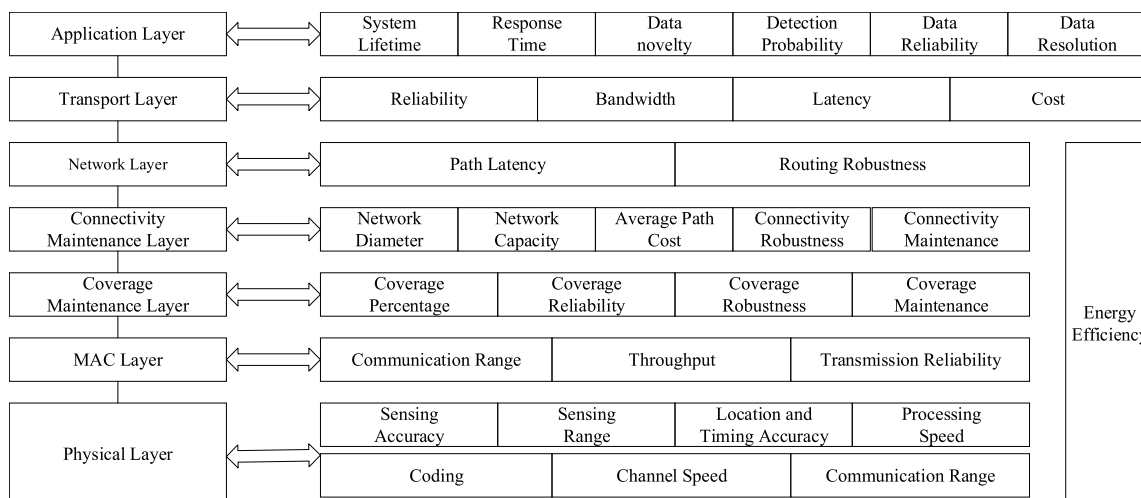 Application Layer
System
Lifetime
Response
Time
Data
novelty
Detection
Probability
Data
Reliability
Data
Resolution
Transport Layer
Reliability
Bandwidth
Latency
Cost
Network Layer
Path Latency
Routing Robustness
Connectivity
Maintenance Layer
Network
Diameter
Network
Capacity
Average Path
Cost
Connectivity
Robustness
Connectivity
Maintenance
Coverage
Maintenance Layer
Coverage
Percentage
Coverage
Reliability
Coverage
Robustness
Coverage
Maintenance
MAC Layer
Communication Range
Throughput
Transmission Reliability
Physical Layer
Sensing
Accuracy
Sensing
Range
Location and
Timing Accuracy
Processing
Speed
Coding
Channel Speed
Communication Range
Energy
Efficiency